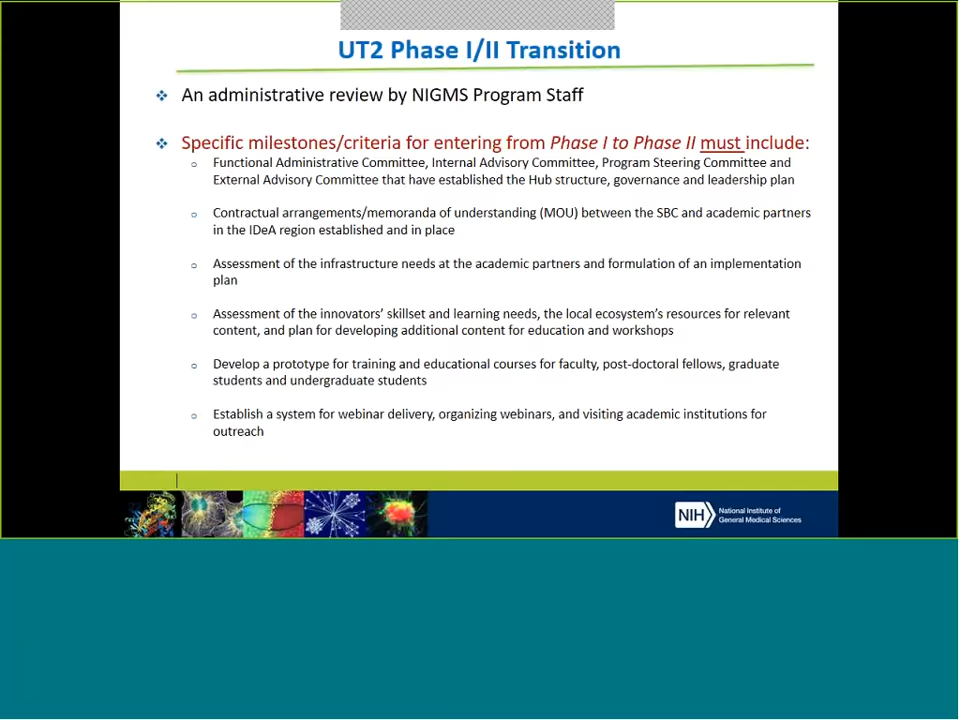 UT2 Phase I/II Transition
An administrative review by NIGMS Program Staff
Specific milestones/criteria for entering from Phase I to Phase II must include:
Functional Administrative Committee, Internal Advisory Committee, Program Steering Committee and
External Advisory Committee that have established the Hub structure, governance and leadership plan
Contractual arrangements/memoranda of understanding (MOU) between the SBC and academic partners
in the IDeA region established and in place
Assessment of the infrastructure needs at the academic partners and formulation of an implementation
plan
Assessment of the innovators’ skillset and learning needs, the local ecosystem’s resources for relevant
content, and plan for developing additional content for education and workshops
Develop a prototype for training and educational courses for faculty, post-doctoral fellows, graduate
students and undergraduate students
Establish a system for webinar delivery, organizing webinars, and visiting academic institutions for
outreach
NIH National Institute of
General Medical Sciences